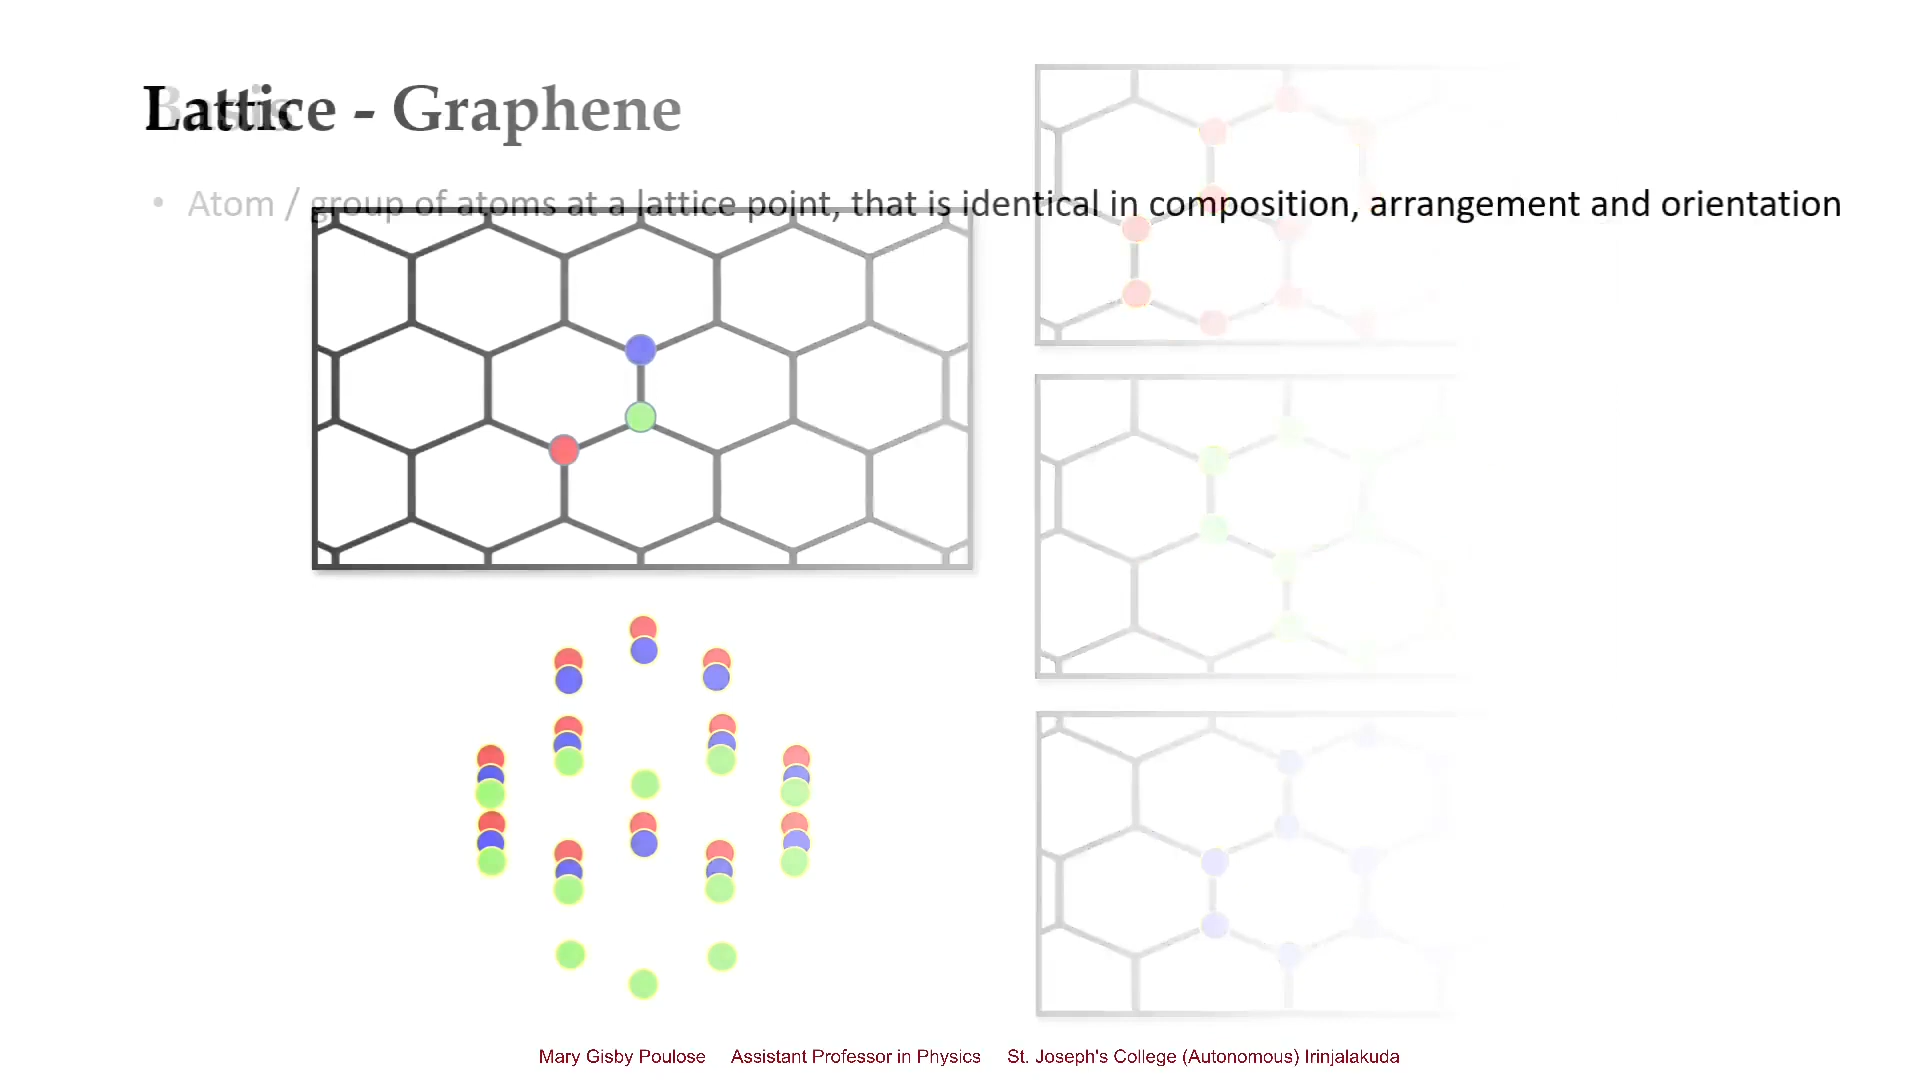 Lattice - Graphene
Basis
• Atom / group of atoms at a lattice point, that is identical in composition, arrangement and orientation
Mary Gisby Poulose Assistant Professor in Physics St. Joseph's College (Autonomous) Irinjalakuda